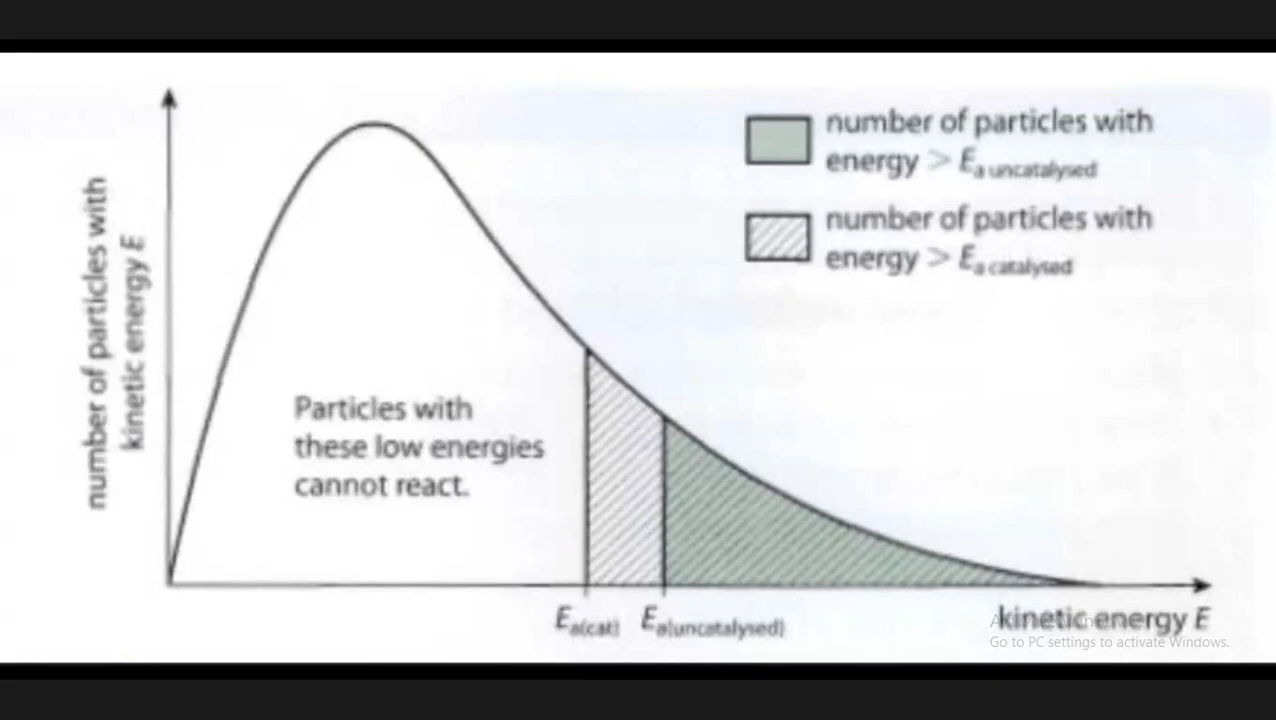 number of particles with
kinetic energy E
number of particles with
energy > Ea uncatalysed
number of particles with
energy > Ea catalysed
Particles with
these low energies
cannot react.
Ea(cat) Ea(uncatalysed)
kinetic energy E
Go to PC settings to activate Windows.